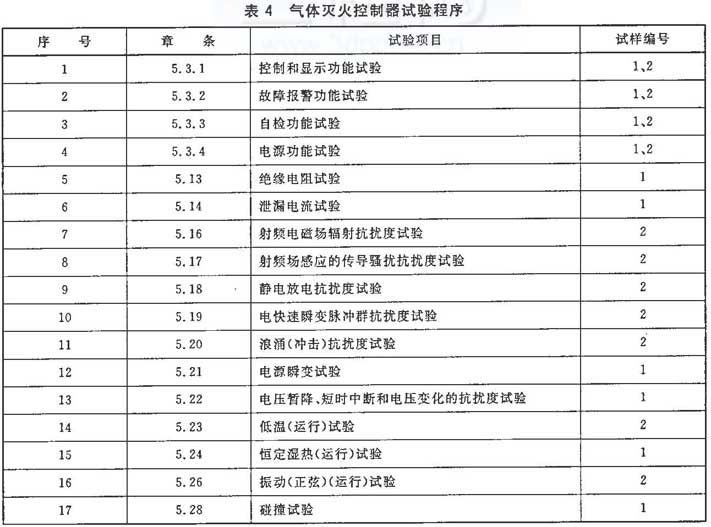 表 4 气体灭火控制器试验程序
序 号 章 条 试验项目 试样编号
1 5.3.1 控制和显示功能试验 1、2
2 5.3.2 故障报警功能试验 1、2
3 5.3.3 自检功能试验 1、2
4 5.3.4 电源功能试验 1、2
5 5.13 绝缘电阻试验 1
6 5.14 泄漏电流试验 1
7 5.16 射频电磁场辐射抗扰度试验 2
8 5.17 射频场感应的传导骚扰抗扰度试验 2
9 5.18 静电放电抗扰度试验 2
10 5.19 电快速瞬变脉冲群抗扰度试验 2
11 5.20 浪涌(冲击)抗扰度试验 2
12 5.21 电源瞬变试验 1
13 5.22 电压暂降、短时中断和电压变化的抗扰度试验 1
14 5.23 低温(运行)试验 2
15 5.24 恒定湿热(运行)试验 1
16 5.26 振动(正弦)(运行)试验 2
17 5.28 碰撞试验 1